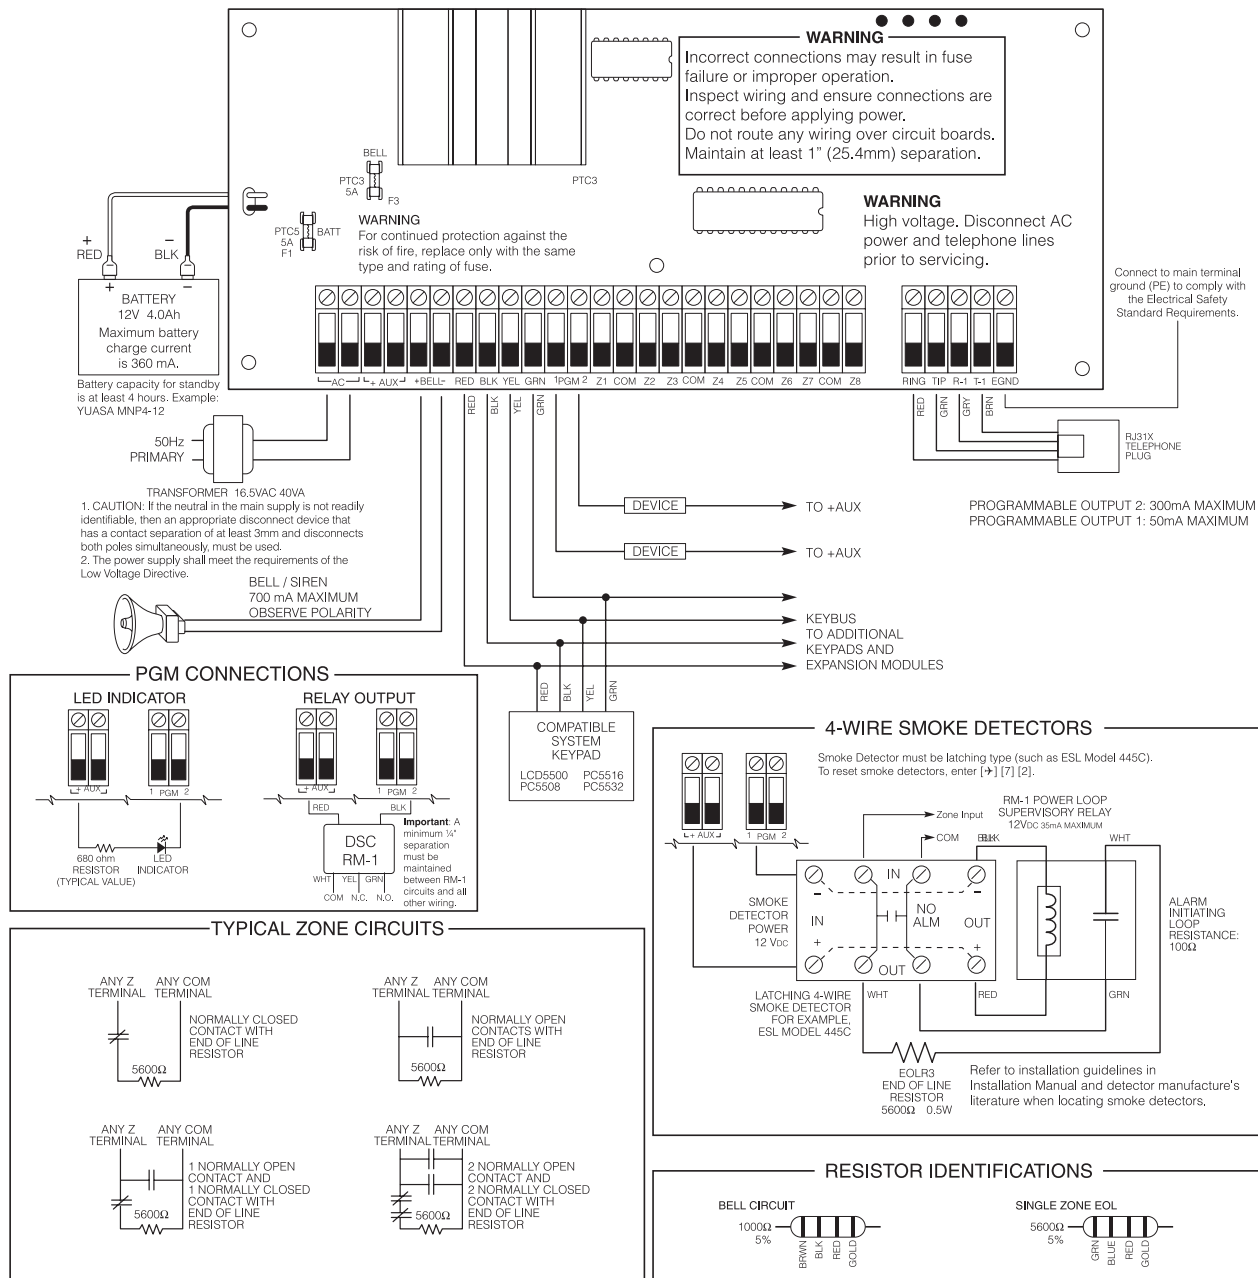 WARNING
Incorrect connections may result in fuse
failure or improper operation.
Inspect wiring and ensure connections are
correct before applying power.
Do not route any wiring over circuit boards.
Maintain at least 1" (25.4mm) separation.
BELL
PTC3
5A
F3
PTC3
PTC5
5A
F1
BATT
WARNING
For continued protection against the
risk of fire, replace only with the same
type and rating of fuse.
WARNING
High voltage. Disconnect AC
power and telephone lines
prior to servicing.
Connect to main terminal
ground (PE) to comply with
the Electrical Safety
Standard Requirements.
+ −
RED BLK
+ −
BATTERY
12V 4.0Ah
Maximum battery
charge current
is 360 mA.
Battery capacity for standby
is at least 4 hours. Example:
YUASA MNP4-12
AC + AUX +BELL- RED BLK YEL GRN 1 PGM 2 Z1 COM Z2 Z3 COM Z4 Z5 COM Z6 Z7 COM Z8
RING TIP R-1 T-1 EGND
RED BLK YEL GRN
RED GRN GRY BRN
RJ31X
TELEPHONE
PLUG
50Hz
PRIMARY
TRANSFORMER 16.5VAC 40VA
1. CAUTION: If the neutral in the main supply is not readily
identifiable, then an appropriate disconnect device that
has a contact separation of at least 3mm and disconnects
both poles simultaneously, must be used.
2. The power supply shall meet the requirements of the
Low Voltage Directive.
DEVICE TO +AUX
DEVICE TO +AUX
PROGRAMMABLE OUTPUT 2: 300mA MAXIMUM
PROGRAMMABLE OUTPUT 1: 50mA MAXIMUM
BELL / SIREN
700 mA MAXIMUM
OBSERVE POLARITY
KEYBUS
TO ADDITIONAL
KEYPADS AND
EXPANSION MODULES
RED BLK YEL GRN
COMPATIBLE
SYSTEM
KEYPAD
LCD5500 PC5516
PC5508 PC5532
PGM CONNECTIONS
LED INDICATOR
+ AUX 1 PGM 2
680 ohm
RESISTOR
(TYPICAL VALUE)
LED
INDICATOR
RELAY OUTPUT
+ AUX 1 PGM 2
RED BLK
DSC
RM-1
WHT YEL GRN
COM N.C. N.O.
Important: A
minimum ¼"
separation
must be
maintained
between RM-1
circuits and all
other wiring.
4-WIRE SMOKE DETECTORS
Smoke Detector must be latching type (such as ESL Model 445C).
To reset smoke detectors, enter [✈] [7] [2].
+ AUX 1 PGM 2
Zone Input
COM
RM-1 POWER LOOP
SUPERVISORY RELAY
12VDC 35mA MAXIMUM
BLK WHT
SMOKE
DETECTOR
POWER
12 VDC
IN
− −
IN NO
ALM
OUT
+ +
OUT
ALARM
INITIATING
LOOP
RESISTANCE:
100Ω
LATCHING 4-WIRE
SMOKE DETECTOR
FOR EXAMPLE,
ESL MODEL 445C
WHT RED GRN
EOLR3
END OF LINE
RESISTOR
5600Ω 0.5W
Refer to installation guidelines in
Installation Manual and detector manufacture's
literature when locating smoke detectors.
TYPICAL ZONE CIRCUITS
ANY Z
TERMINAL
ANY COM
TERMINAL
NORMALLY CLOSED
CONTACT WITH
END OF LINE
RESISTOR
5600Ω
ANY Z
TERMINAL
ANY COM
TERMINAL
NORMALLY OPEN
CONTACTS WITH
END OF LINE
RESISTOR
5600Ω
ANY Z
TERMINAL
ANY COM
TERMINAL
1 NORMALLY OPEN
CONTACT AND
1 NORMALLY CLOSED
CONTACT WITH
END OF LINE
RESISTOR
5600Ω
ANY Z
TERMINAL
ANY COM
TERMINAL
2 NORMALLY OPEN
CONTACT AND
2 NORMALLY CLOSED
CONTACT WITH
END OF LINE
RESISTOR
5600Ω
RESISTOR IDENTIFICATIONS
BELL CIRCUIT
1000Ω
5%
BRWN BLK RED GOLD
SINGLE ZONE EOL
5600Ω
5%
GRN BLUE RED GOLD